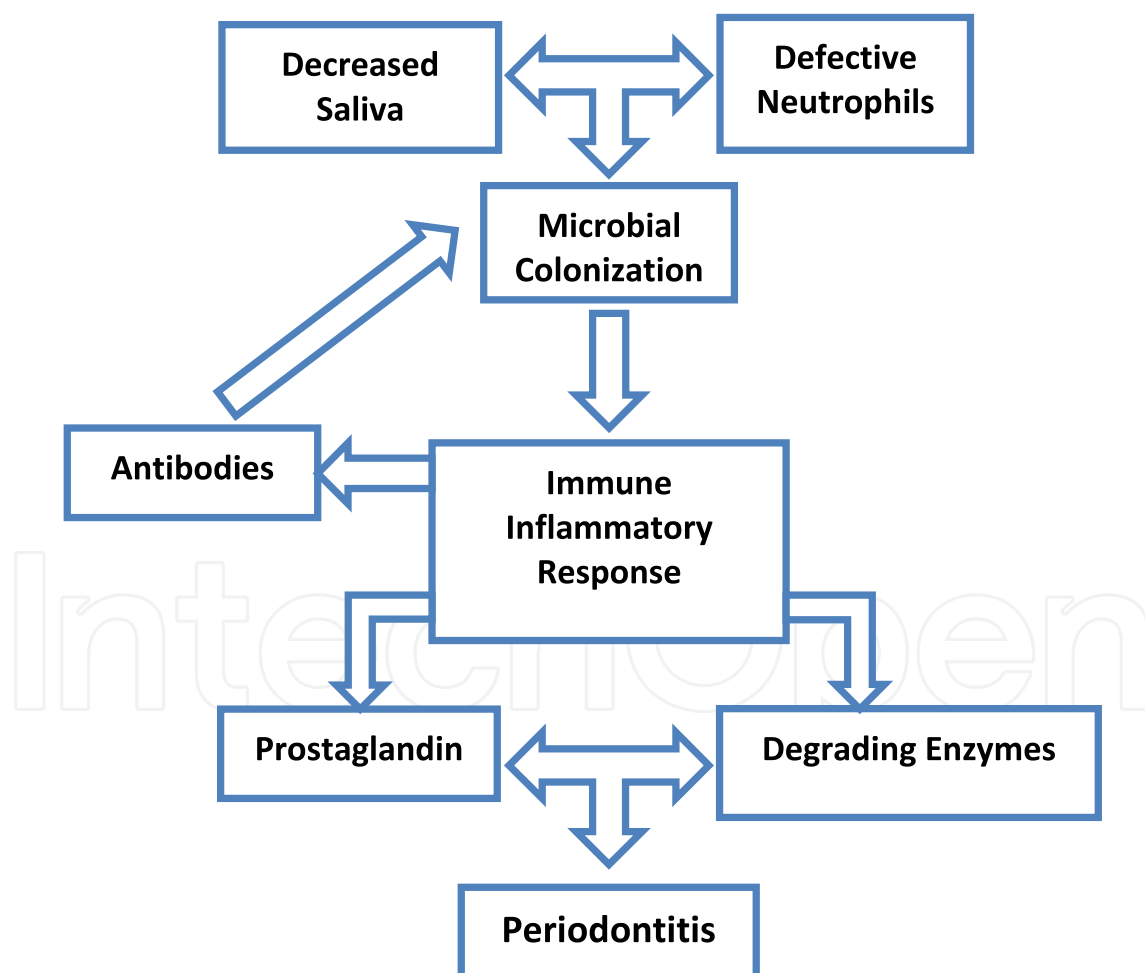 Decreased
Saliva
Defective
Neutrophils
Microbial
Colonization
Antibodies
Immune
Inflammatory
Response
IntechOpen
Prostaglandin
Degrading Enzymes
Periodontitis